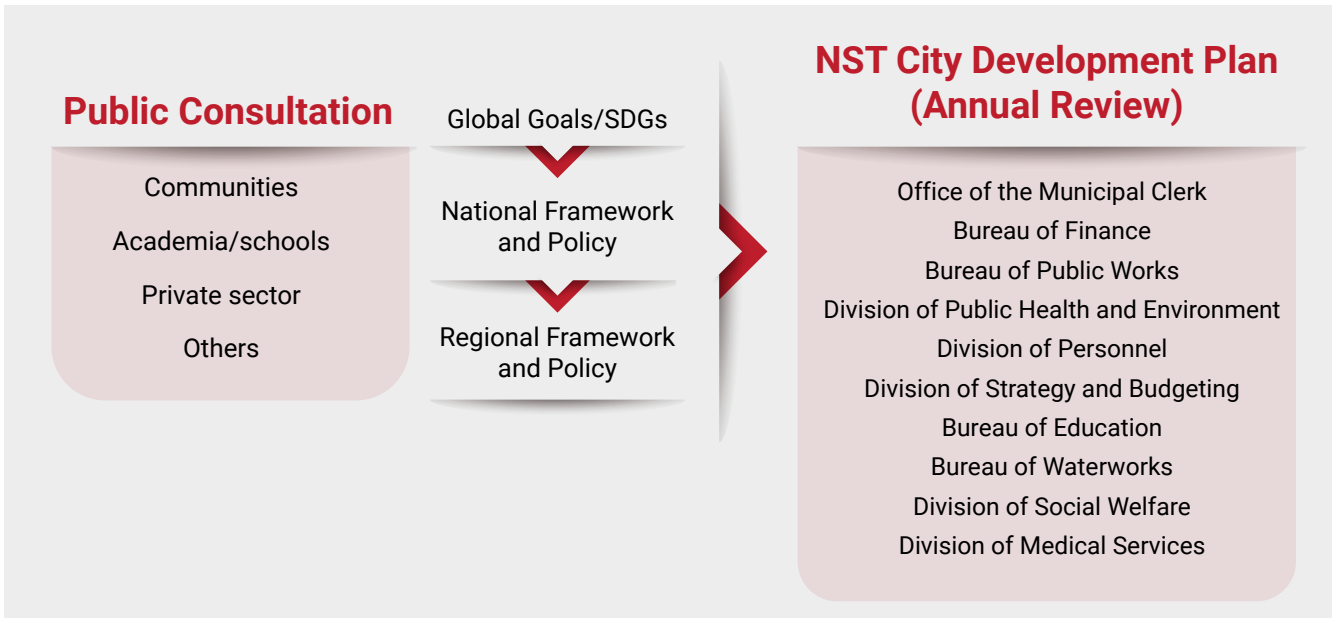 Public Consultation
Communities
Academia/schools
Private sector
Others
Global Goals/SDGs
National Framework
and Policy
Regional Framework
and Policy
NST City Development Plan
(Annual Review)
Office of the Municipal Clerk
Bureau of Finance
Bureau of Public Works
Division of Public Health and Environment
Division of Personnel
Division of Strategy and Budgeting
Bureau of Education
Bureau of Waterworks
Division of Social Welfare
Division of Medical Services